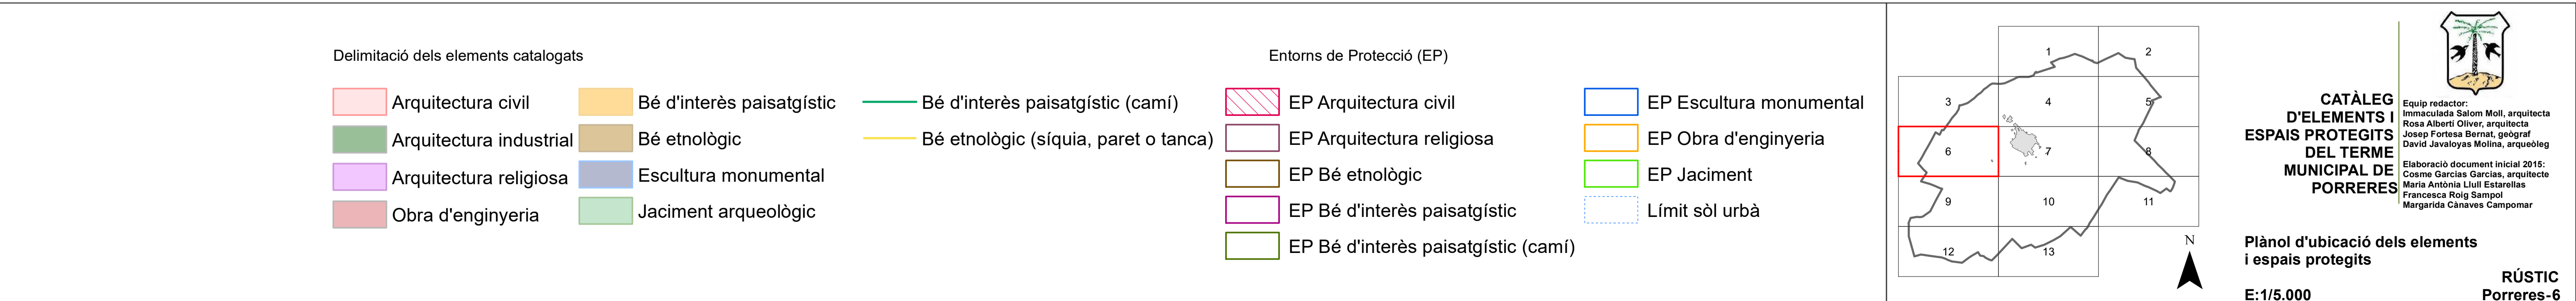 Delimitació dels elements catalogats
Arquitectura civil
Arquitectura industrial
Arquitectura religiosa
Obra d'enginyeria
Bé d'interès paisatgístic
Bé etnològic
Escultura monumental
Jaciment arqueològic
Bé d'interès paisatgístic (camí)
Bé etnològic (síquia, paret o tanca)
Entorns de Protecció (EP)
EP Arquitectura civil
EP Arquitectura religiosa
EP Bé etnològic
EP Bé d'interès paisatgístic
EP Bé d'interès paisatgístic (camí)
EP Escultura monumental
EP Obra d'enginyeria
EP Jaciment
Límit sòl urbà
1 2
3 4 5
6 7 8
9 10 11
12 13
N
CATÀLEG
D'ELEMENTS I
ESPAIS PROTEGITS
DEL TERME
MUNICIPAL DE
PORRERES
Equip redactor:
Immaculada Salom Moll, arquitecta
Rosa Alberti Oliver, arquitecta
Josep Fortesa Bernat, geògraf
David Javaloyas Molina, arqueòleg
Elaboraciò document inicial 2015:
Cosme Garcias Garcias, arquitecte
Maria Antònia Llull Estarellas
Francesca Roig Sampol
Margarida Cànaves Campomar
Plànol d'ubicació dels elements
i espais protegits
RÚSTIC
E:1/5.000 Porreres-6